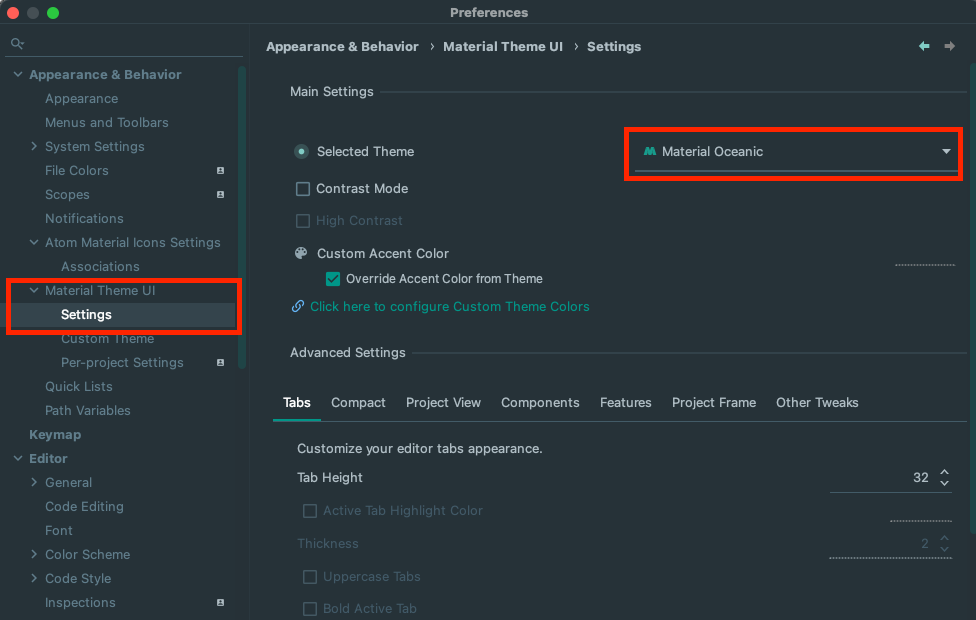 Preferences
Appearance & Behavior
Appearance
Menus and Toolbars
System Settings
File Colors
Scopes
Notifications
Atom Material Icons Settings
Associations
Material Theme UI
Settings
Custom Theme
Per-project Settings
Quick Lists
Path Variables
Keymap
Editor
General
Code Editing
Font
Color Scheme
Code Style
Inspections
Appearance & Behavior › Material Theme UI › Settings
Main Settings
Selected Theme Material Oceanic
Contrast Mode
High Contrast
Custom Accent Color
Override Accent Color from Theme
Click here to configure Custom Theme Colors
Advanced Settings
Tabs Compact Project View Components Features Project Frame Other Tweaks
Customize your editor tabs appearance.
Tab Height 32
Active Tab Highlight Color
Thickness 2
Uppercase Tabs
Bold Active Tab